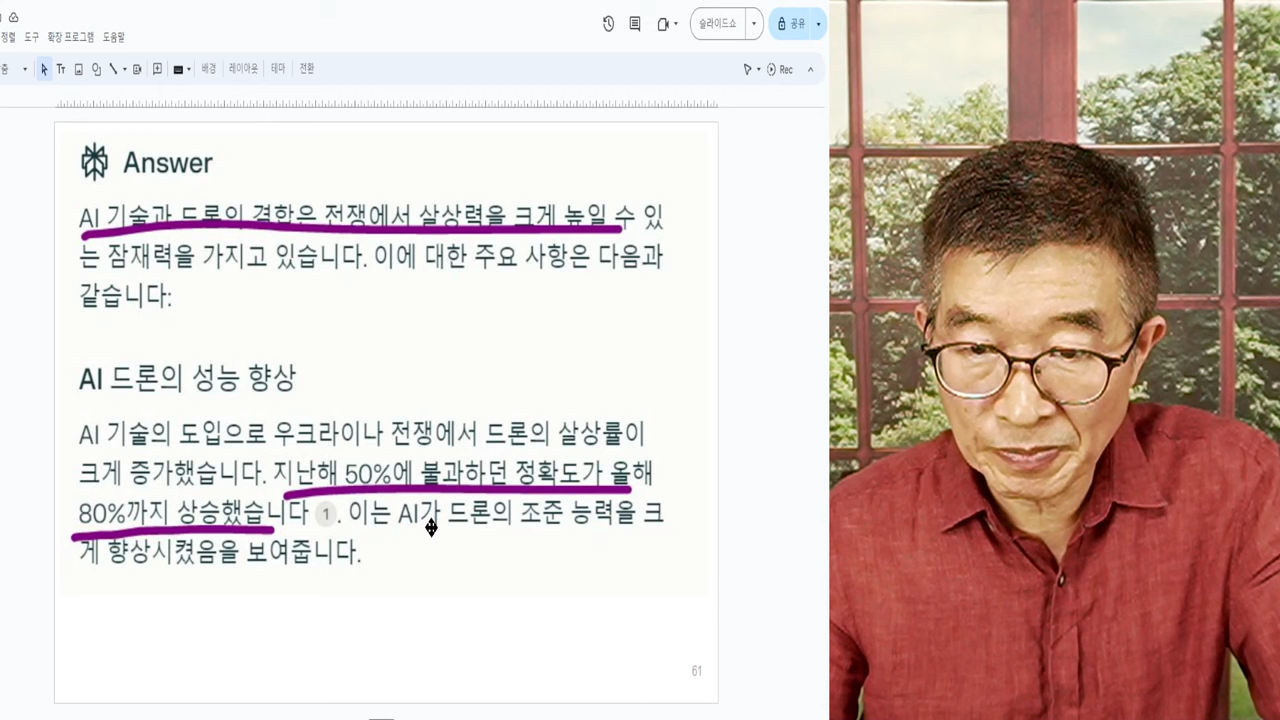 정렬 도구 확장 프로그램 도움말
슬라이드쇼
공유
배경 레이아웃 테마 전환
Rec
Answer
AI 기술과 드론의 결합은 전쟁에서 살상력을 크게 높일 수 있
는 잠재력을 가지고 있습니다. 이에 대한 주요 사항은 다음과
같습니다:
AI 드론의 성능 향상
AI 기술의 도입으로 우크라이나 전쟁에서 드론의 살상률이
크게 증가했습니다. 지난해 50%에 불과하던 정확도가 올해
80%까지 상승했습니다 1. 이는 AI가 드론의 조준 능력을 크
게 향상시켰음을 보여줍니다.
61